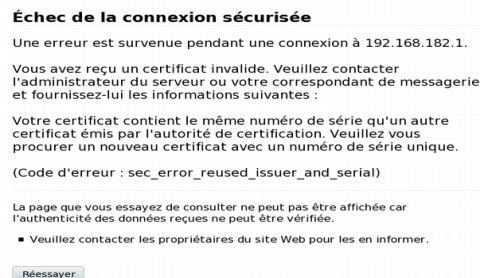 Échec de la connexion sécurisée
Une erreur est survenue pendant une connexion à 192.168.182.1.
Vous avez reçu un certificat invalide. Veuillez contacter
l'administrateur du serveur ou votre correspondant de messagerie
et fournissez-lui les informations suivantes :
Votre certificat contient le même numéro de série qu'un autre
certificat émis par l'autorité de certification. Veuillez vous
procurer un nouveau certificat avec un numéro de série unique.
(Code d'erreur : sec_error_reused_issuer_and_serial)
La page que vous essayez de consulter ne peut pas être affichée car
l'authenticité des données reçues ne peut être vérifiée.
▪ Veuillez contacter les propriétaires du site Web pour les en informer.
Réessayer